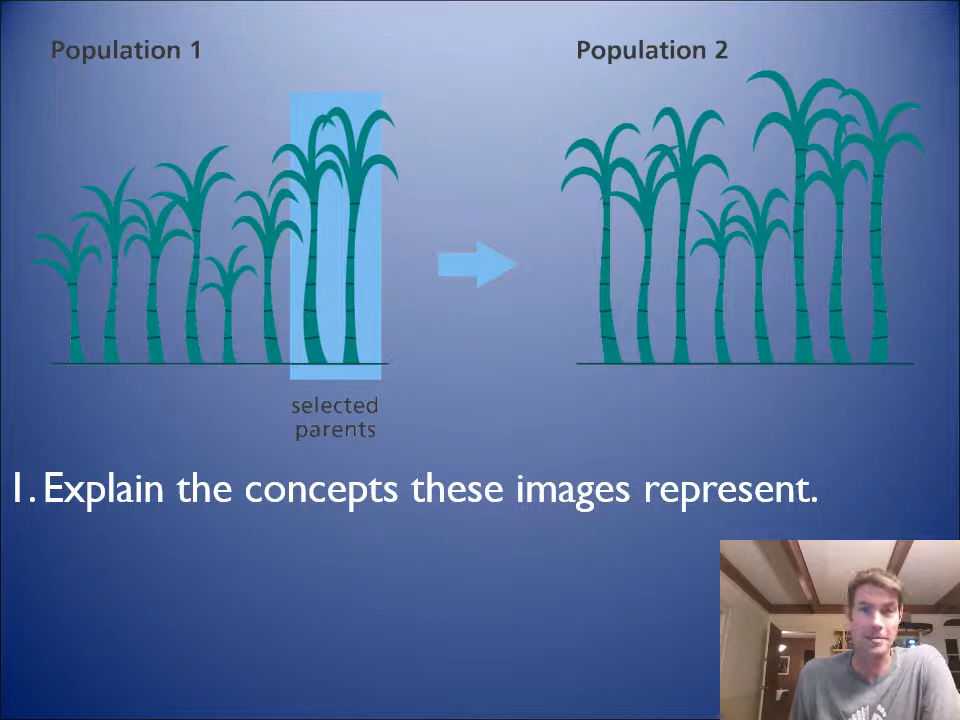 Population 1
Population 2
selected
parents
1. Explain the concepts these images represent.